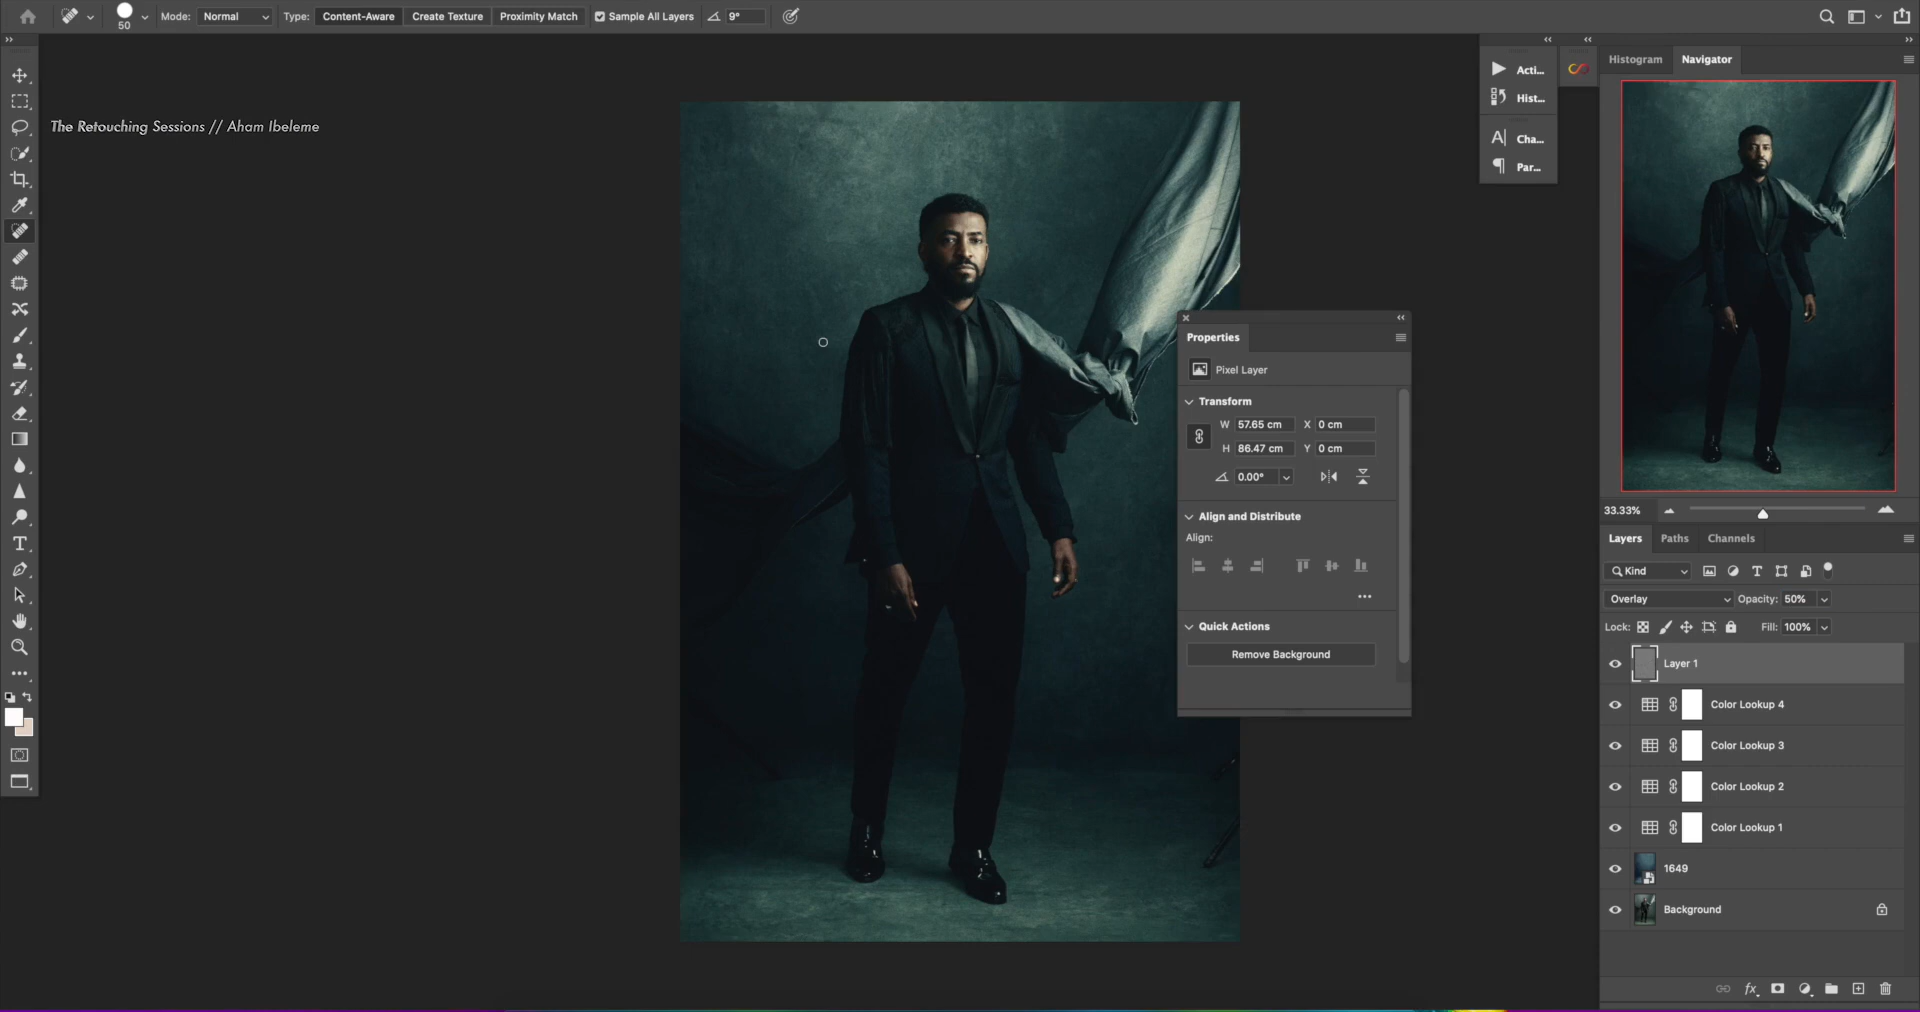 50
Mode: Normal Type: Content-Aware Create Texture Proximity Match Sample All Layers 9°
The Retouching Sessions // Aham Ibeleme
Acti...
Hist...
Cha...
Par...
Histogram Navigator
33.33%
Properties
Pixel Layer
Transform
W 57.65 cm X 0 cm
H 86.47 cm Y 0 cm
0.00°
Align and Distribute
Align:
Quick Actions
Remove Background
Layers Paths Channels
Kind
Overlay Opacity: 50%
Lock: Fill: 100%
Layer 1
Color Lookup 4
Color Lookup 3
Color Lookup 2
Color Lookup 1
1649
Background
fx